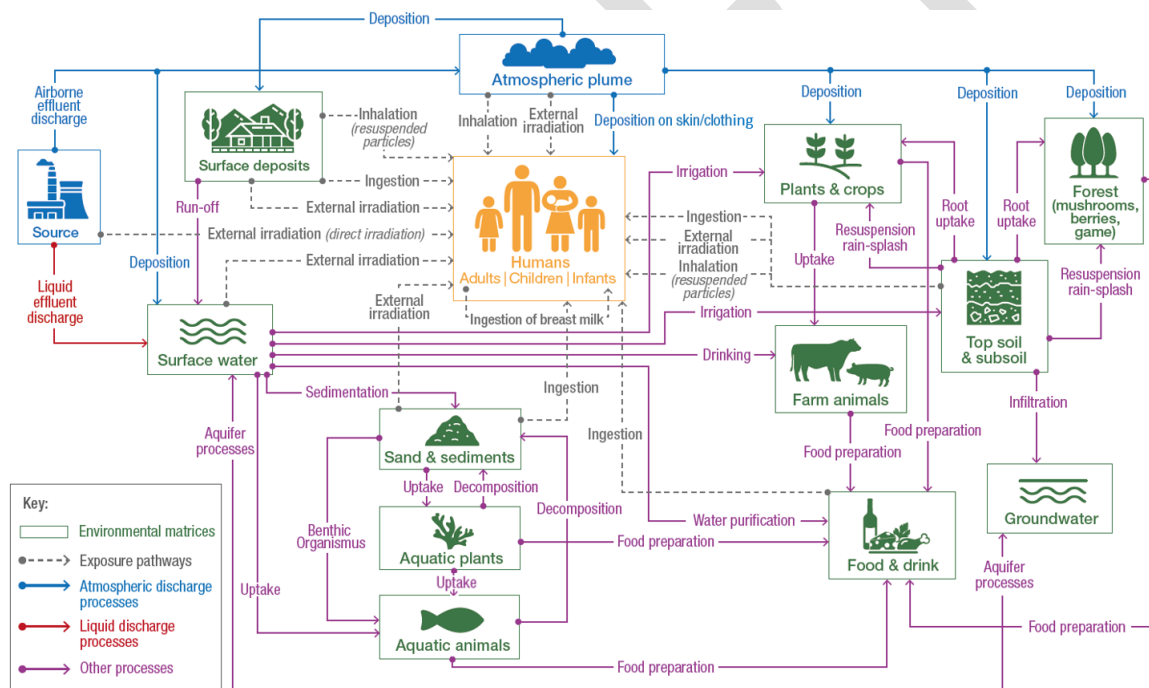 Deposition
Atmospheric plume
Airborne
effluent
discharge
Surface deposits
Inhalation
(resuspended
particles)
Inhalation
External
irradiation
Deposition on skin/clothing
Deposition
Deposition
Deposition
Source
Run-off
Ingestion
External irradiation
External irradiation (direct irradiation)
External irradiation
Deposition
Humans
Adults | Children | Infants
Ingestion of breast milk
Irrigation
Plants & crops
Ingestion
External
irradiation
Inhalation
(resuspended
particles)
Uptake
Resuspension
rain-splash
Root
uptake
Root
uptake
Forest
(mushrooms,
berries,
game)
Resuspension
rain-splash
Liquid
effluent
discharge
Surface water
External
irradiation
Irrigation
Top soil
& subsoil
Drinking
Farm animals
Sedimentation
Ingestion
Infiltration
Aquifer
processes
Sand & sediments
Ingestion
Food preparation
Food preparation
Uptake
Decomposition
Decomposition
Groundwater
Benthic
Organismus
Aquatic plants
Water purification
Food preparation
Food & drink
Aquifer
processes
Uptake
Uptake
Aquatic animals
Food preparation
Food preparation
Key:
Environmental matrices
Exposure pathways
Atmospheric discharge
processes
Liquid discharge
processes
Other processes